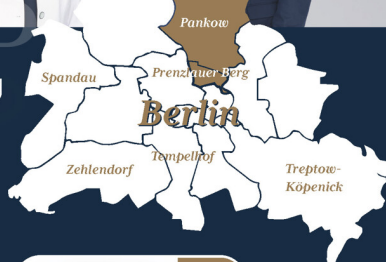 Pankow
Spandau
Prenzlauer Berg
Berlin
Zehlendorf
Tempelhof
Treptow-
Köpenick